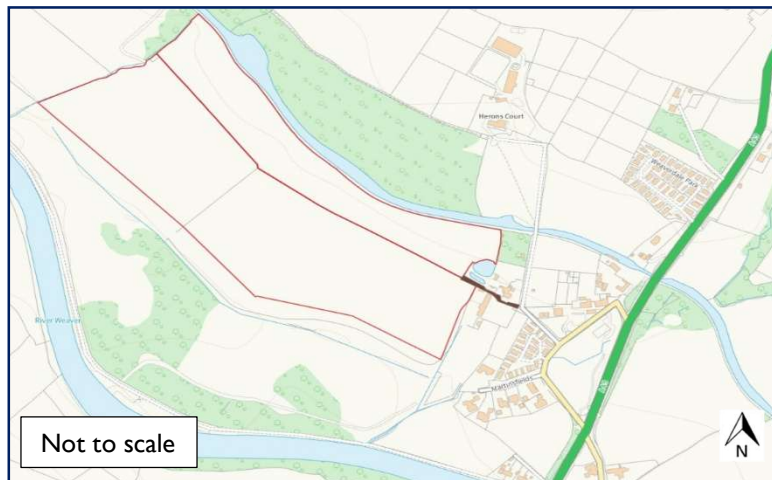 Herons Court
Weaverdale Park
River Weaver
Not to scale
N